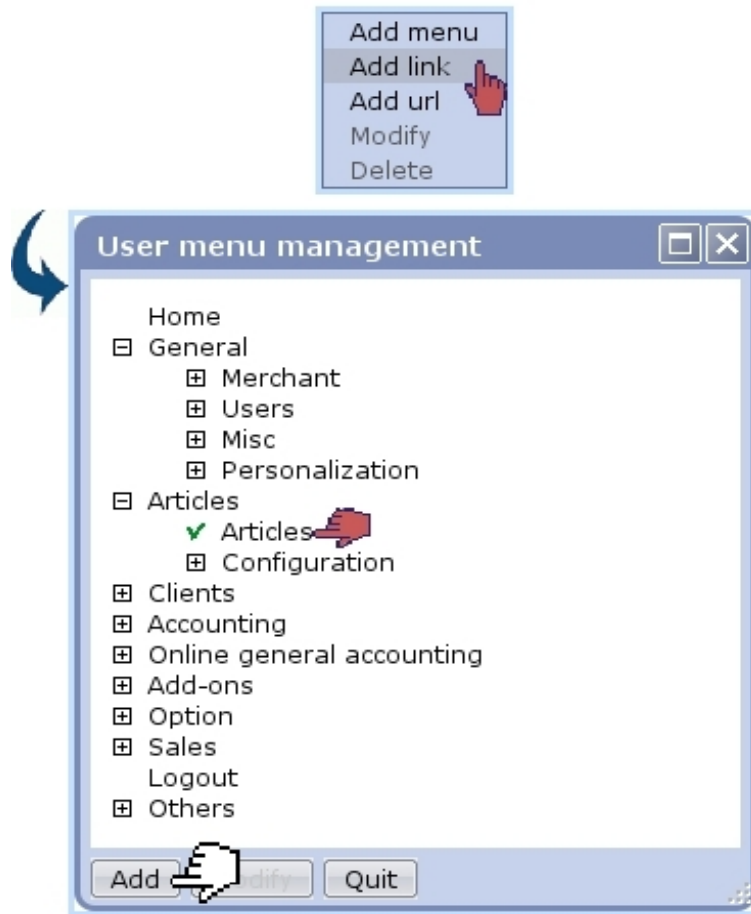 Add menu
Add link
Add url
Modify
Delete
User menu management
Home
General
Merchant
Users
Misc
Personalization
Articles
Articles
Configuration
Clients
Accounting
Online general accounting
Add-ons
Option
Sales
Logout
Others
Add Modify Quit